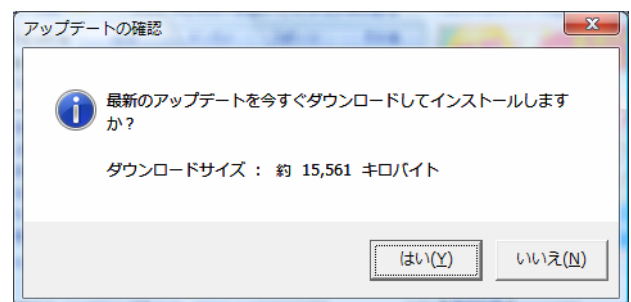 アップデートの確認
最新のアップデートを今すぐダウンロードしてインストールします
か？
ダウンロードサイズ ： 約 15,561 キロバイト
はい(Y)
いいえ(N)